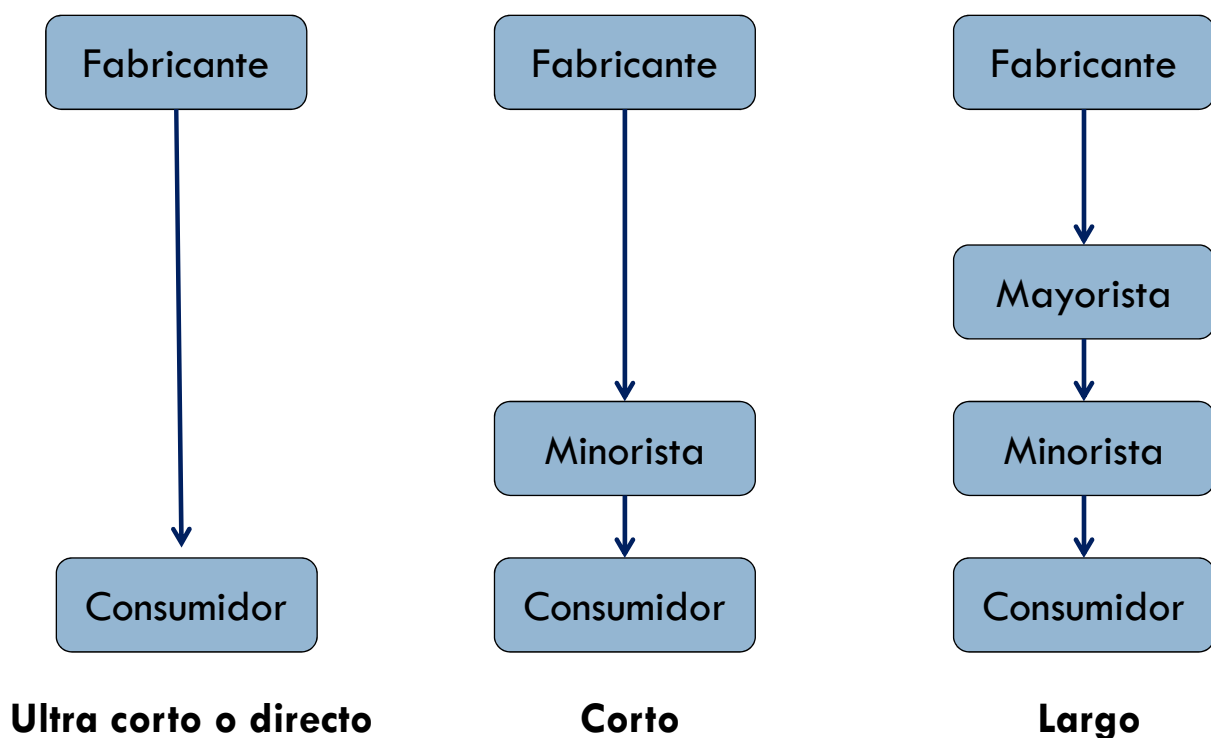 Fabricante
Fabricante
Fabricante
Mayorista
Minorista
Minorista
Consumidor
Consumidor
Consumidor
Ultra corto o directo
Corto
Largo